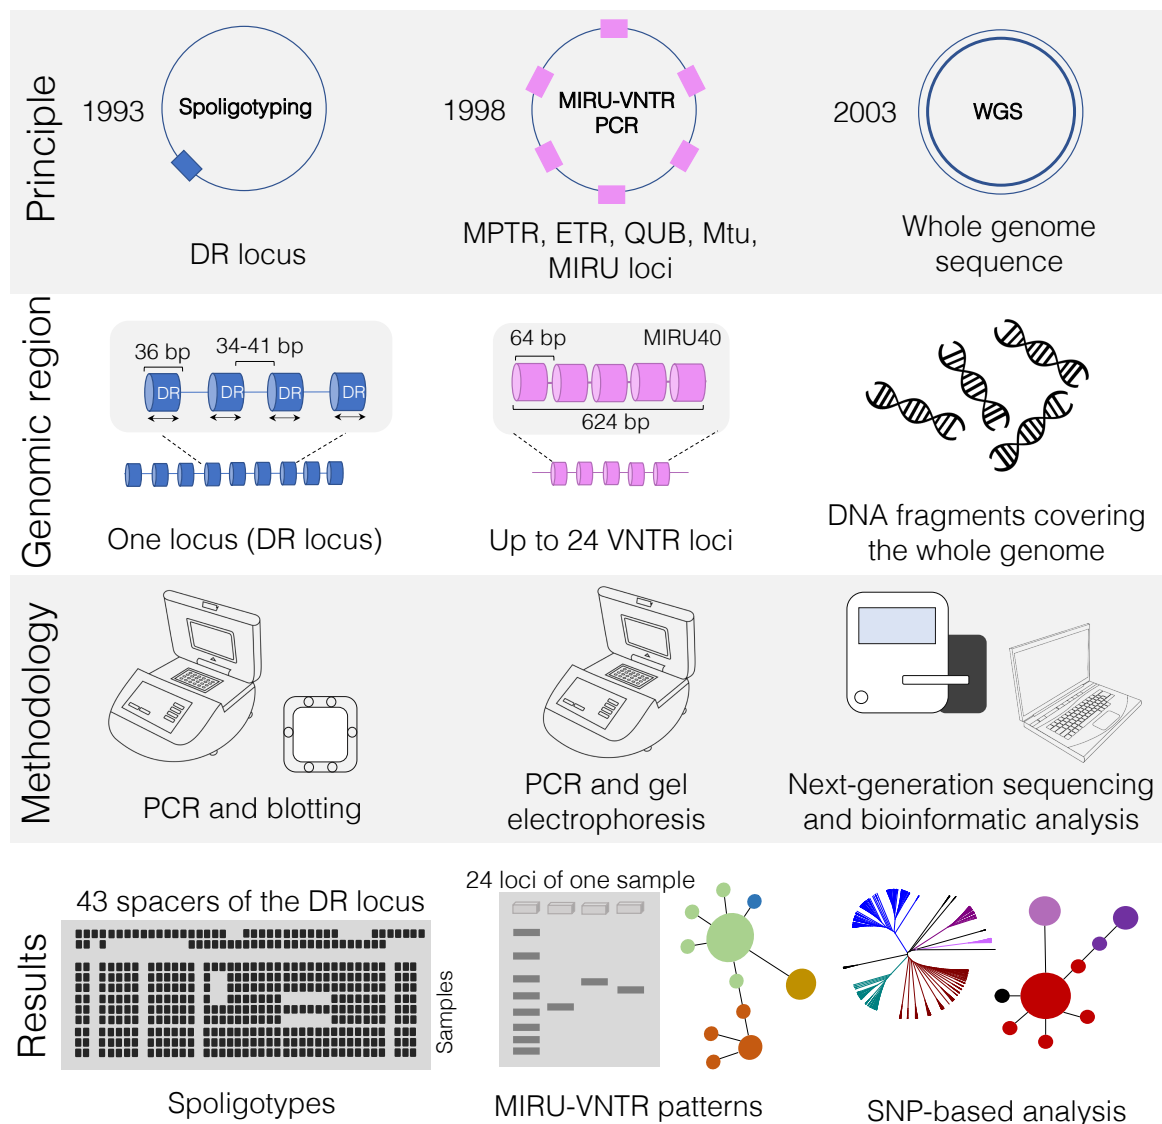 Principle
1993
Spoligotyping
DR locus
1998
MIRU-VNTR
PCR
MPTR, ETR, QUB, Mtu,
MIRU loci
2003
WGS
Whole genome
sequence
Genomic region
36 bp
34-41 bp
DR
DR
DR
DR
One locus (DR locus)
64 bp
MIRU40
624 bp
Up to 24 VNTR loci
DNA fragments covering
the whole genome
Methodology
PCR and blotting
PCR and gel
electrophoresis
Next-generation sequencing
and bioinformatic analysis
Results
43 spacers of the DR locus
Samples
Spoligotypes
24 loci of one sample
MIRU-VNTR patterns
SNP-based analysis